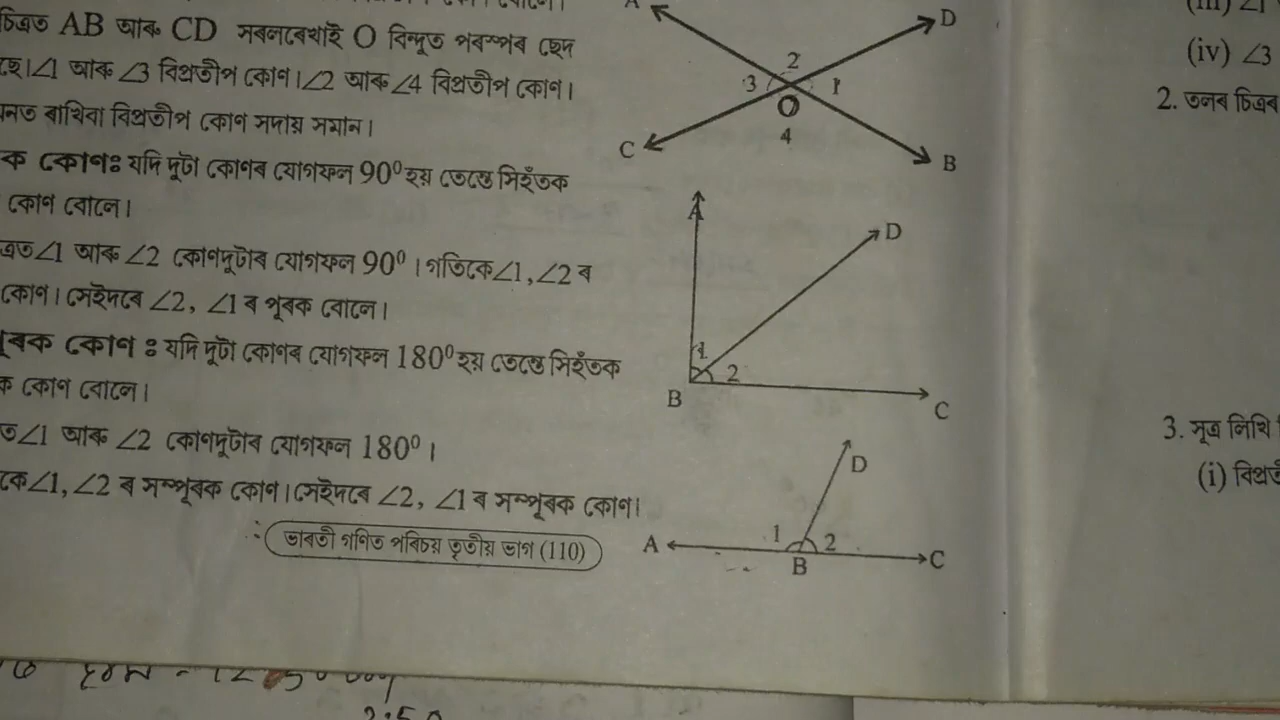 চিত্ৰত AB আৰু CD সৰলৰেখাই O বিন্দুত পৰস্পৰ ছেদ
ছে।∠1 আৰু ∠3 বিপ্ৰতীপ কোণ।∠2 আৰু ∠4 বিপ্ৰতীপ কোণ।
ৰাখিবা বিপ্ৰতীপ কোণ সদায় সমান।
ক কোণঃ যদি দুটা কোণৰ যোগফল 90⁰ হয় তেন্তে সিহঁতক
কোণ বোলে।
∠1 আৰু ∠2 কোণদুটাৰ যোগফল 90⁰ । গতিকে∠1,∠2 ৰ
কোণ। সেইদৰে ∠2, ∠1 ৰ পূৰক বোলে।
ূৰক কোণ ঃ যদি দুটা কোণৰ যোগফল 180⁰ হয় তেন্তে সিহঁতক
ক কোণ বোলে।
ত∠1 আৰু ∠2 কোণদুটাৰ যোগফল 180⁰ ।
কে∠1,∠2 ৰ সম্পূৰক কোণ।সেইদৰে ∠2, ∠1 ৰ সম্পূৰক কোণ।
ভাৰতী গণিত পৰিচয় তৃতীয় ভাগ (110)
A D
2
3 1
O
4
C B
A
D
1
2
B C
D
1 2
A B C
(iii) ∠1
(iv) ∠3
2. তলৰ চিত্ৰৰ
3. সূত্ৰ লিখি
(i) বিপ্ৰতী